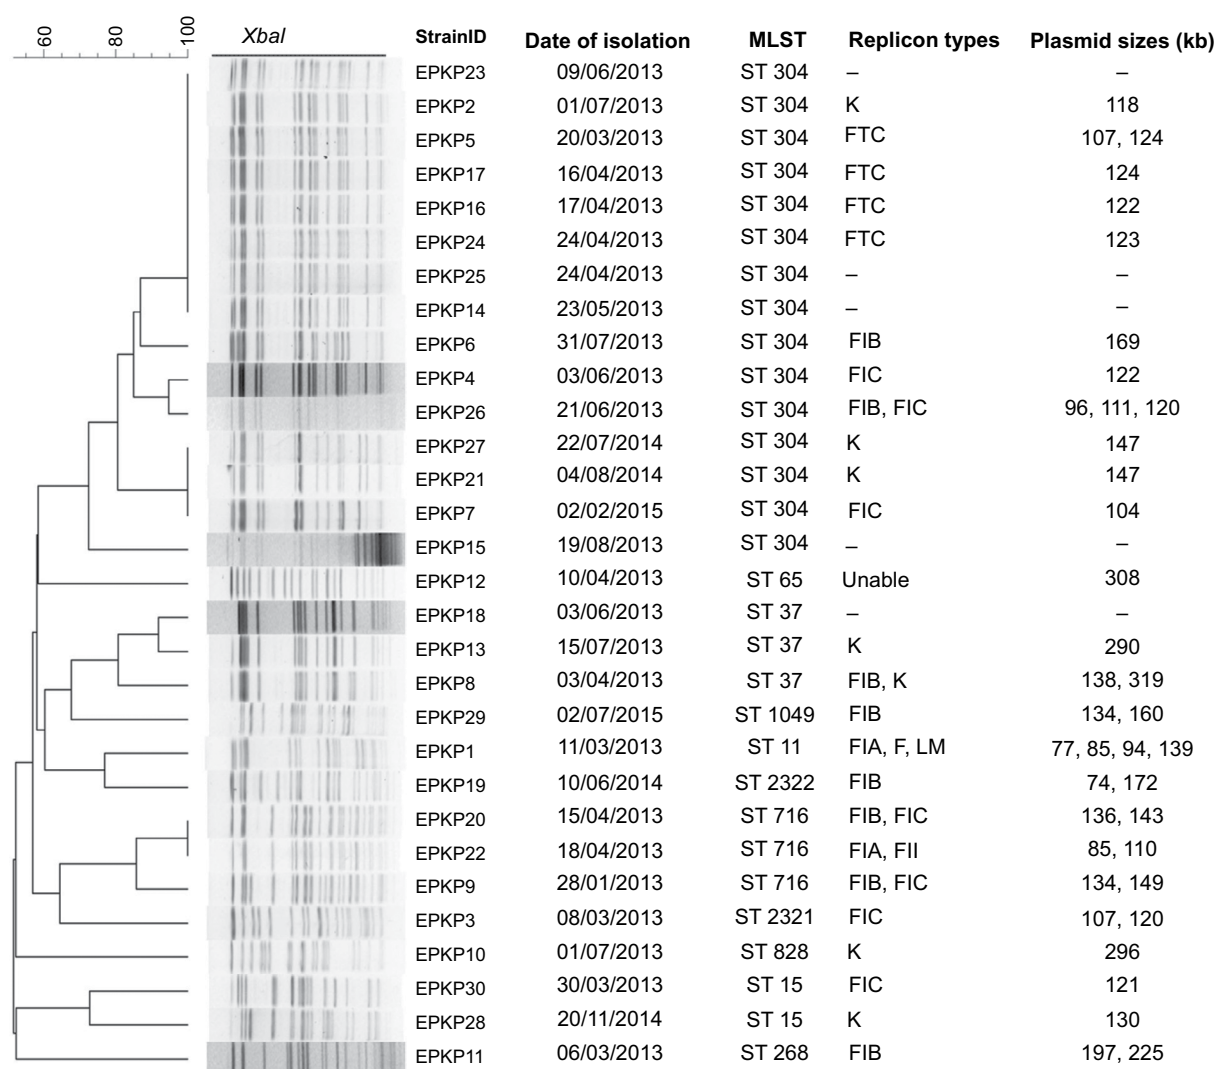 60 80 100
XbaI StrainID Date of isolation MLST Replicon types Plasmid sizes (kb)
EPKP23 09/06/2013 ST 304 – –
EPKP2 01/07/2013 ST 304 K 118
EPKP5 20/03/2013 ST 304 FTC 107, 124
EPKP17 16/04/2013 ST 304 FTC 124
EPKP16 17/04/2013 ST 304 FTC 122
EPKP24 24/04/2013 ST 304 FTC 123
EPKP25 24/04/2013 ST 304 – –
EPKP14 23/05/2013 ST 304 – –
EPKP6 31/07/2013 ST 304 FIB 169
EPKP4 03/06/2013 ST 304 FIC 122
EPKP26 21/06/2013 ST 304 FIB, FIC 96, 111, 120
EPKP27 22/07/2014 ST 304 K 147
EPKP21 04/08/2014 ST 304 K 147
EPKP7 02/02/2015 ST 304 FIC 104
EPKP15 19/08/2013 ST 304 – –
EPKP12 10/04/2013 ST 65 Unable 308
EPKP18 03/06/2013 ST 37 – –
EPKP13 15/07/2013 ST 37 K 290
EPKP8 03/04/2013 ST 37 FIB, K 138, 319
EPKP29 02/07/2015 ST 1049 FIB 134, 160
EPKP1 11/03/2013 ST 11 FIA, F, LM 77, 85, 94, 139
EPKP19 10/06/2014 ST 2322 FIB 74, 172
EPKP20 15/04/2013 ST 716 FIB, FIC 136, 143
EPKP22 18/04/2013 ST 716 FIA, FII 85, 110
EPKP9 28/01/2013 ST 716 FIB, FIC 134, 149
EPKP3 08/03/2013 ST 2321 FIC 107, 120
EPKP10 01/07/2013 ST 828 K 296
EPKP30 30/03/2013 ST 15 FIC 121
EPKP28 20/11/2014 ST 15 K 130
EPKP11 06/03/2013 ST 268 FIB 197, 225